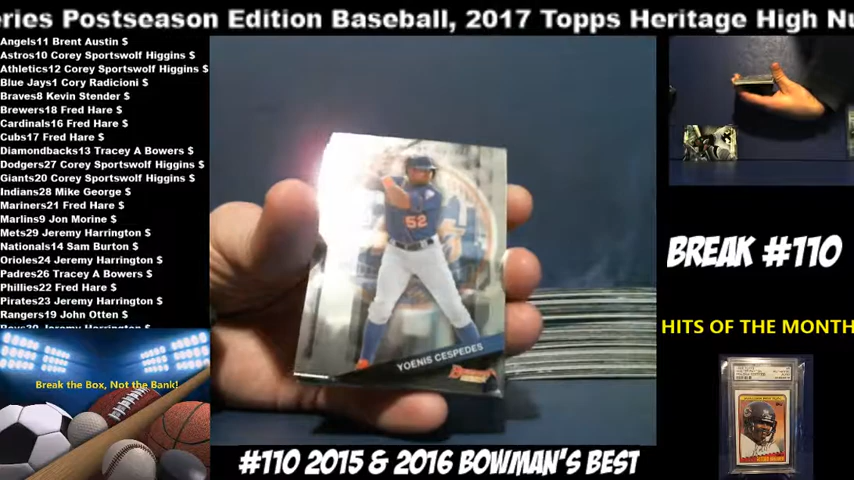 eries Postseason Edition Baseball, 2017 Topps Heritage High Nu
Angels11 Brent Austin $
Astros10 Corey Sportswolf Higgins $
Athletics12 Corey Sportswolf Higgins $
Blue Jays1 Cory Radicioni $
Braves8 Kevin Stender $
Brewers18 Fred Hare $
Cardinals16 Fred Hare $
Cubs17 Fred Hare $
Diamondbacks13 Tracey A Bowers $
Dodgers27 Corey Sportswolf Higgins $
Giants20 Corey Sportswolf Higgins $
Indians28 Mike George $
Mariners21 Fred Hare $
Marlins9 Jon Morine $
Mets29 Jeremy Harrington $
Nationals14 Sam Burton $
Orioles24 Jeremy Harrington $
Padres26 Tracey A Bowers $
Phillies22 Fred Hare $
Pirates23 Jeremy Harrington $
Rangers19 John Otten $
Rays30 Jeremy Harrington $
Break the Box, Not the Bank!
52
YOENIS CESPEDES
Bowman's
BREAK #110
HITS OF THE MONTH
#110 2015 & 2016 BOWMAN'S BEST